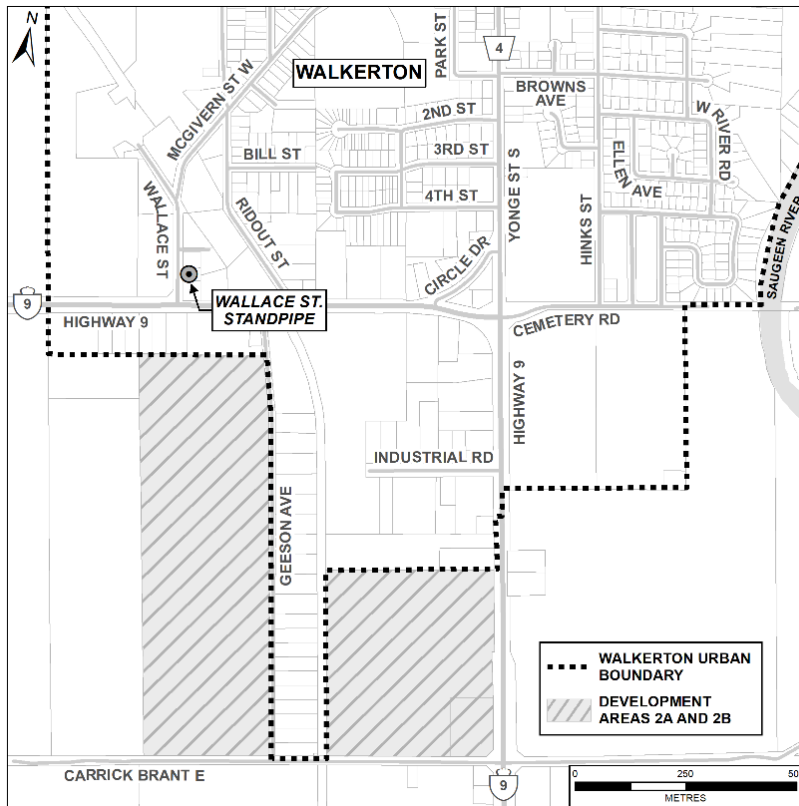 N
WALKERTON
PARK ST
4
MCGIVERN ST W
BROWNS
AVE
W RIVER RD
2ND ST
3RD ST
BILL ST
ELLEN AVE
4TH ST
YONGE ST S
HINKS ST
WALLACE ST
RIDOUT ST
CIRCLE DR
SAUGEEN RIVER
9
HIGHWAY 9
WALLACE ST.
STANDPIPE
CEMETERY RD
HIGHWAY 9
INDUSTRIAL RD
GEESON AVE
WALKERTON URBAN
BOUNDARY
DEVELOPMENT
AREAS 2A AND 2B
CARRICK BRANT E
9
0 250 50
METRES